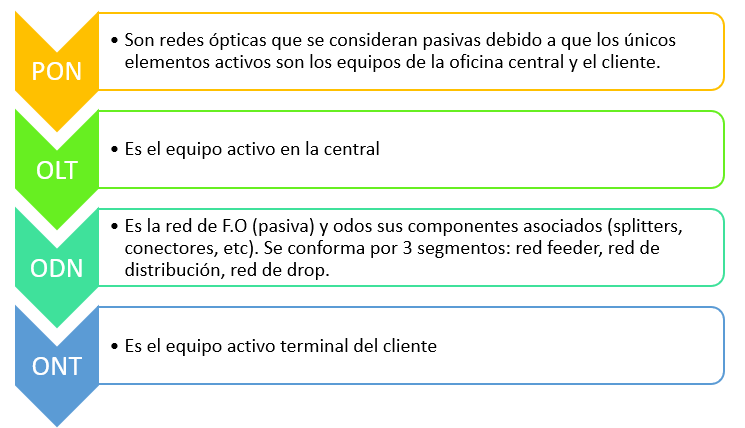 PON
• Son redes ópticas que se consideran pasivas debido a que los únicos
elementos activos son los equipos de la oficina central y el cliente.
OLT
• Es el equipo activo en la central
ODN
• Es la red de F.O (pasiva) y odos sus componentes asociados (splitters,
conectores, etc). Se conforma por 3 segmentos: red feeder, red de
distribución, red de drop.
ONT
• Es el equipo activo terminal del cliente